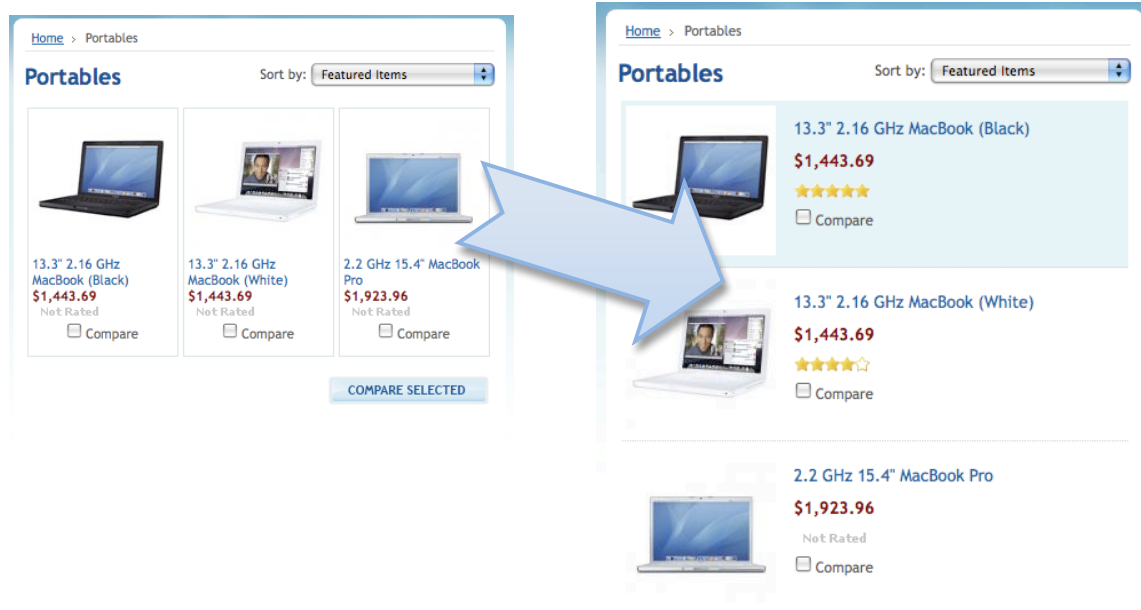 Home > Portables
Portables
Sort by: Featured Items
13.3" 2.16 GHz
MacBook (Black)
$1,443.69
Not Rated
Compare
13.3" 2.16 GHz
MacBook (White)
$1,443.69
Not Rated
Compare
2.2 GHz 15.4" MacBook
Pro
$1,923.96
Not Rated
Compare
COMPARE SELECTED
Home > Portables
Portables
Sort by: Featured Items
13.3" 2.16 GHz MacBook (Black)
$1,443.69
Compare
13.3" 2.16 GHz MacBook (White)
$1,443.69
Compare
2.2 GHz 15.4" MacBook Pro
$1,923.96
Not Rated
Compare